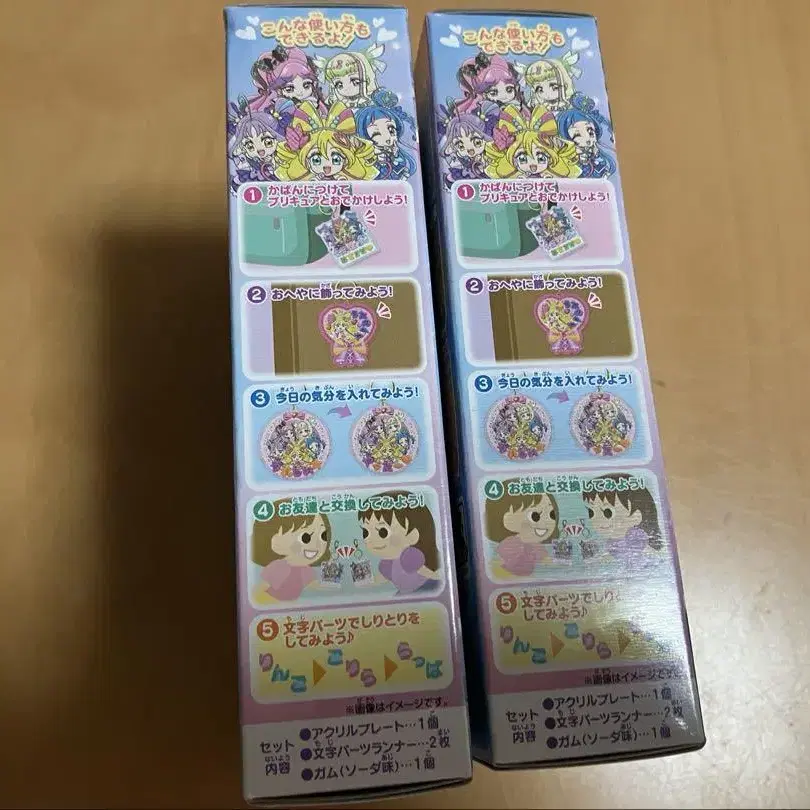 こんな使い方も
できるよ!
1 かばんにつけて
プリキュアとおでかけしよう!
2 おへやに飾ってみよう!
3 今日の気分を入れてみよう!
4 お友達と交換してみよう!
5 文字パーツでしりとりを
してみよう♪
りんご▶ごりら▶らっぱ
※画像はイメージです。
セット内容
●アクリルプレート…1個
●文字パーツランナー…2枚
●ガム(ソーダ味)…1個
こんな使い方も
できるよ!
1 かばんにつけて
プリキュアとおでかけしよう!
2 おへやに飾ってみよう!
3 今日の気分を入れてみよう!
4 お友達と交換してみよう!
5 文字パーツでしり
してみよう♪
りんご▶ごりら▶らっぱ
※画像はイメージです。
セット内容
●アクリルプレート…1個
●文字パーツランナー…2枚
●ガム(ソーダ味)…1個